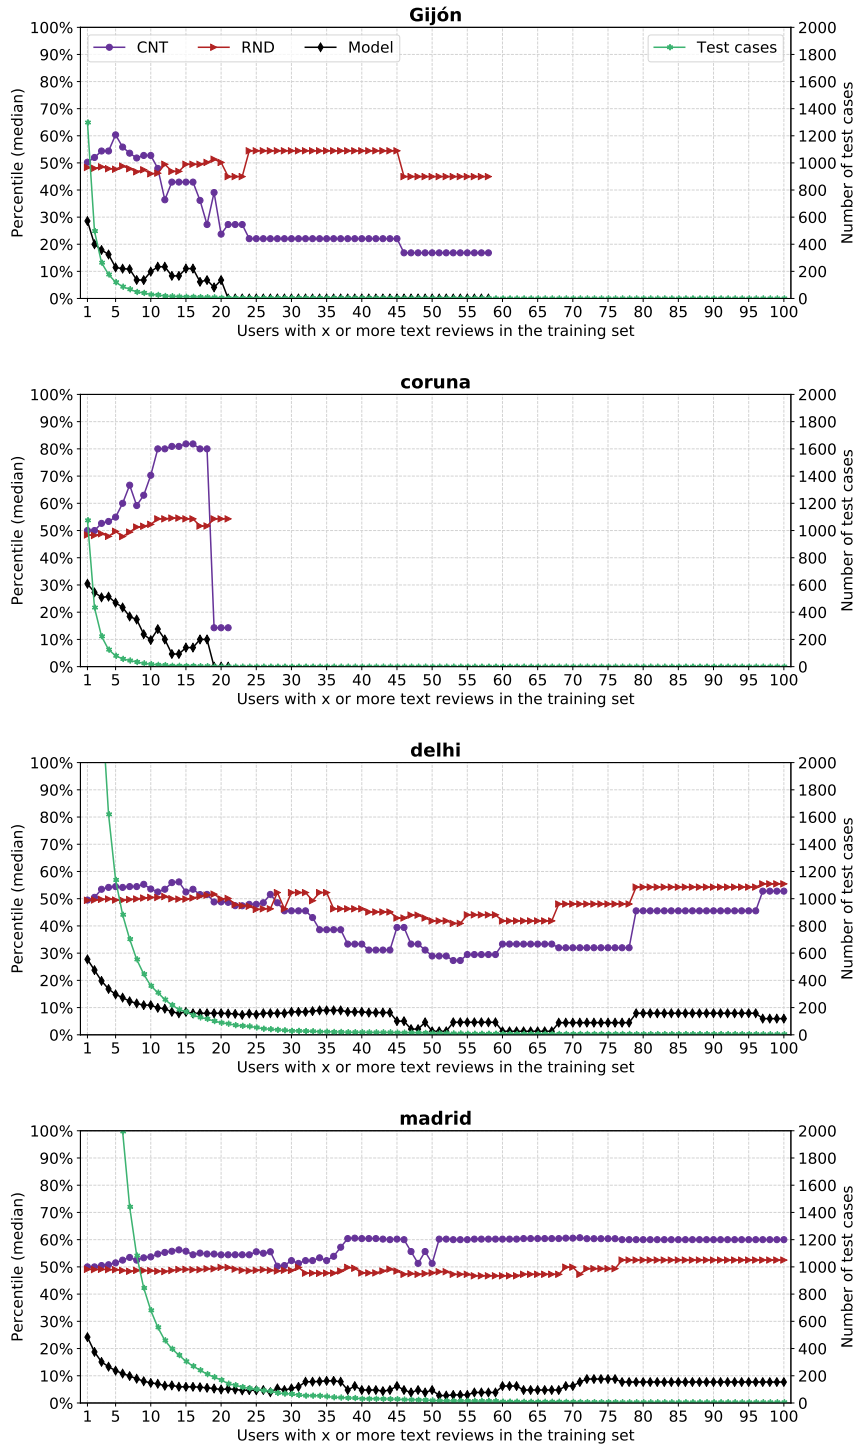 Gijón
CNT RND Model Test cases
100% 90% 80% 70% 60% 50% 40% 30% 20% 10% 0%
Percentile (median)
2000 1800 1600 1400 1200 1000 800 600 400 200 0
Number of test cases
1 5 10 15 20 25 30 35 40 45 50 55 60 65 70 75 80 85 90 95 100
Users with x or more text reviews in the training set
coruna
100% 90% 80% 70% 60% 50% 40% 30% 20% 10% 0%
Percentile (median)
2000 1800 1600 1400 1200 1000 800 600 400 200 0
Number of test cases
1 5 10 15 20 25 30 35 40 45 50 55 60 65 70 75 80 85 90 95 100
Users with x or more text reviews in the training set
delhi
100% 90% 80% 70% 60% 50% 40% 30% 20% 10% 0%
Percentile (median)
2000 1800 1600 1400 1200 1000 800 600 400 200 0
Number of test cases
1 5 10 15 20 25 30 35 40 45 50 55 60 65 70 75 80 85 90 95 100
Users with x or more text reviews in the training set
madrid
100% 90% 80% 70% 60% 50% 40% 30% 20% 10% 0%
Percentile (median)
2000 1800 1600 1400 1200 1000 800 600 400 200 0
Number of test cases
1 5 10 15 20 25 30 35 40 45 50 55 60 65 70 75 80 85 90 95 100
Users with x or more text reviews in the training set